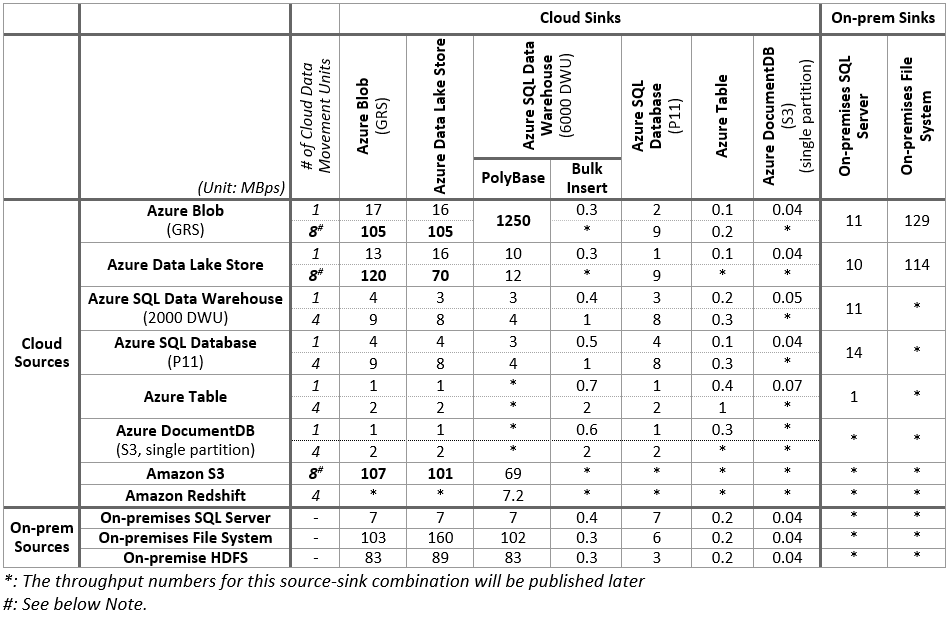 Cloud Sinks On-prem Sinks
(Unit: MBps) # of Cloud Data Movement Units Azure Blob (GRS) Azure Data Lake Store Azure SQL Data Warehouse (6000 DWU) Azure SQL Database (P11) Azure Table Azure DocumentDB (S3) (single partition) On-premises SQL Server On-premises File System
PolyBase Bulk Insert
Cloud Sources
Azure Blob (GRS) 1 17 16 1250 0.3 2 0.1 0.04 11 129
8# 105 105 * 9 0.2 *
Azure Data Lake Store 1 13 16 10 0.3 1 0.1 0.04 10 114
8# 120 70 12 * 9 * *
Azure SQL Data Warehouse (2000 DWU) 1 4 3 3 0.4 3 0.2 0.05 11 *
4 9 8 4 1 8 0.3 *
Azure SQL Database (P11) 1 4 4 3 0.5 4 0.1 0.04 14 *
4 9 8 4 1 8 0.3 *
Azure Table 1 1 1 * 0.7 1 0.4 0.07 1 *
4 2 2 * 2 2 1 *
Azure DocumentDB (S3, single partition) 1 1 1 * 0.6 1 0.3 * * *
4 2 2 * 2 2 * *
Amazon S3 8# 107 101 69 * * * * * *
Amazon Redshift 4 * * 7.2 * * * * * *
On-prem Sources
On-premises SQL Server - 7 7 7 0.4 7 0.2 0.04 * *
On-premises File System - 103 160 102 0.3 6 0.2 0.04 * *
On-premise HDFS - 83 89 83 0.3 3 0.2 0.04 * *
*: The throughput numbers for this source-sink combination will be published later
#: See below Note.